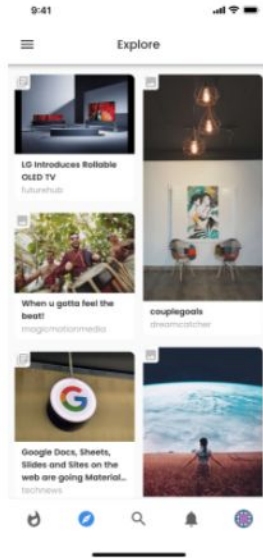 9:41
Explore
LG Introduces Rollable
OLED TV
futurehub
When u gotta feel the
beat!
magicmotionmedia
couplegoals
dreamcatcher
G
Google Docs, Sheets,
Slides and Sites on the
web are going Material...
technews